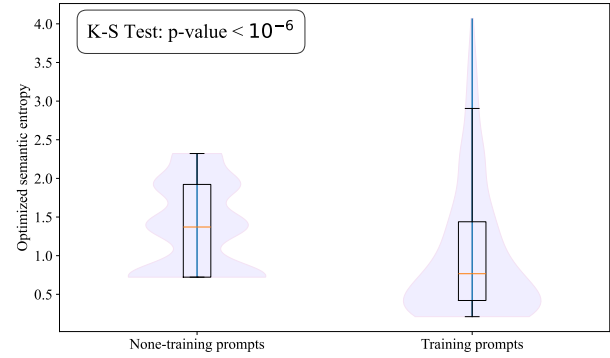 K-S Test: p-value < 10⁻⁶
Optimized semantic entropy
4.0
3.5
3.0
2.5
2.0
1.5
1.0
0.5
None-training prompts
Training prompts